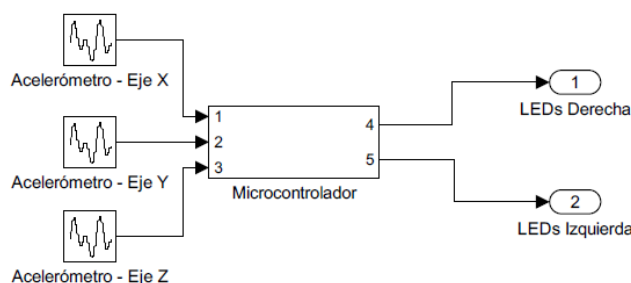 Acelerómetro - Eje X
Acelerómetro - Eje Y
Acelerómetro - Eje Z
1
2
3
4
5
Microcontrolador
1
LEDs Derecha
2
LEDs Izquierda